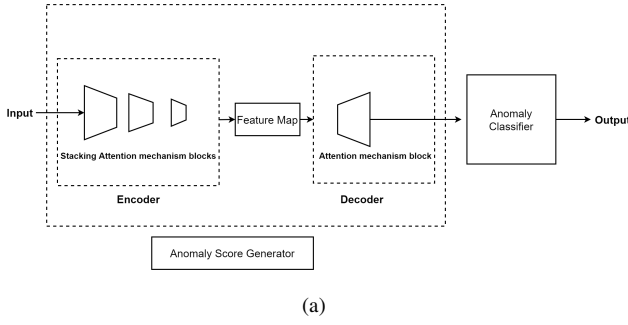 Input
Stacking Attention mechanism blocks
Encoder
Feature Map
Attention mechanism block
Decoder
Anomaly
Classifier
Output
Anomaly Score Generator
(a)